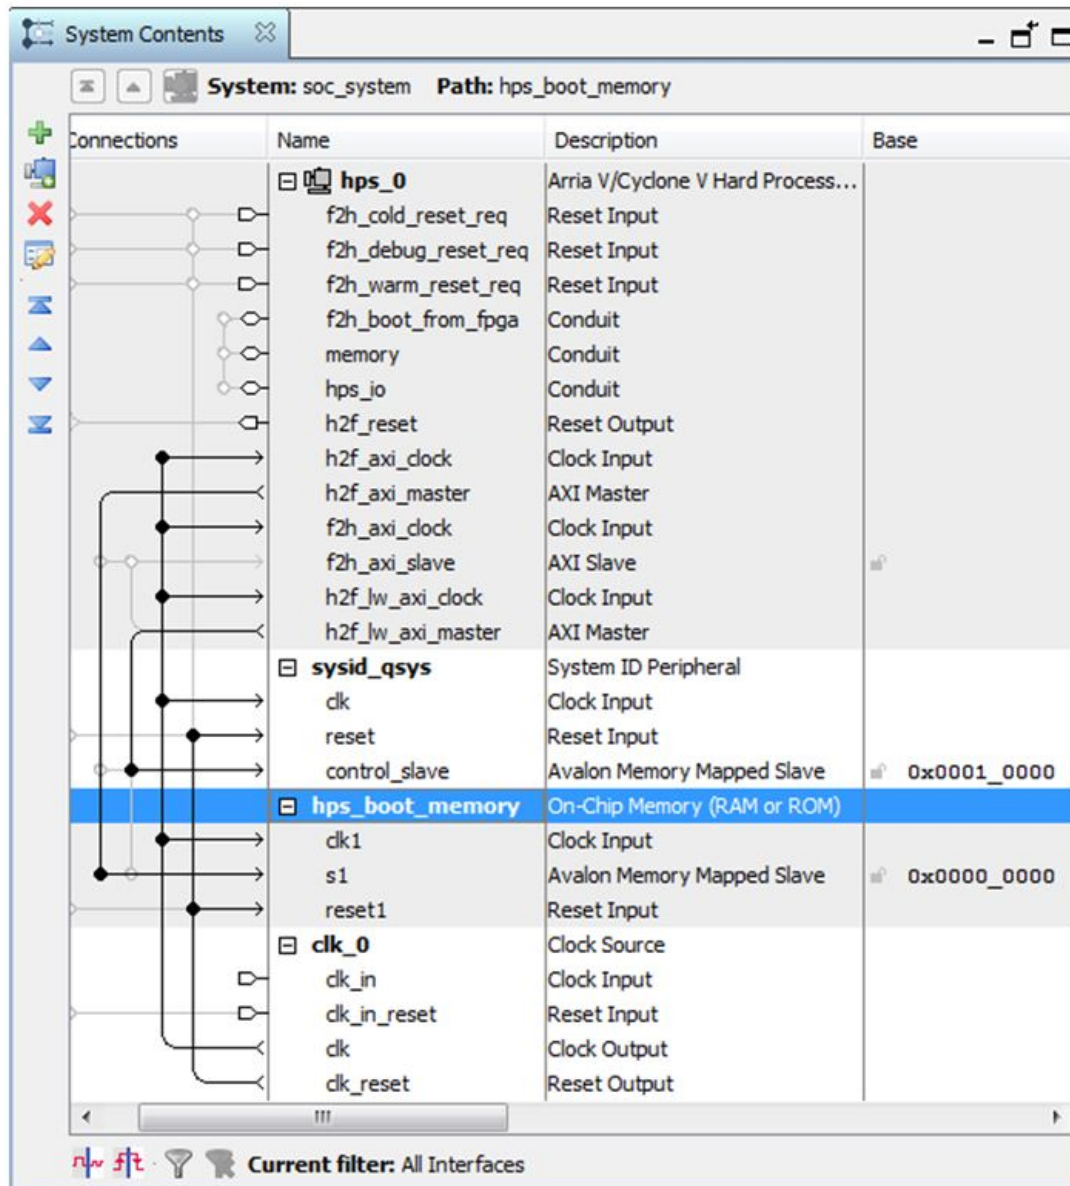 System Contents
System: soc_system Path: hps_boot_memory
Connections Name Description Base
hps_0 Arria V/Cyclone V Hard Process...
f2h_cold_reset_req Reset Input
f2h_debug_reset_req Reset Input
f2h_warm_reset_req Reset Input
f2h_boot_from_fpga Conduit
memory Conduit
hps_io Conduit
h2f_reset Reset Output
h2f_axi_clock Clock Input
h2f_axi_master AXI Master
f2h_axi_clock Clock Input
f2h_axi_slave AXI Slave
h2f_lw_axi_clock Clock Input
h2f_lw_axi_master AXI Master
sysid_qsys System ID Peripheral
clk Clock Input
reset Reset Input
control_slave Avalon Memory Mapped Slave 0x0001_0000
hps_boot_memory On-Chip Memory (RAM or ROM)
clk1 Clock Input
s1 Avalon Memory Mapped Slave 0x0000_0000
reset1 Reset Input
clk_0 Clock Source
clk_in Clock Input
clk_in_reset Reset Input
clk Clock Output
clk_reset Reset Output
Current filter: All Interfaces